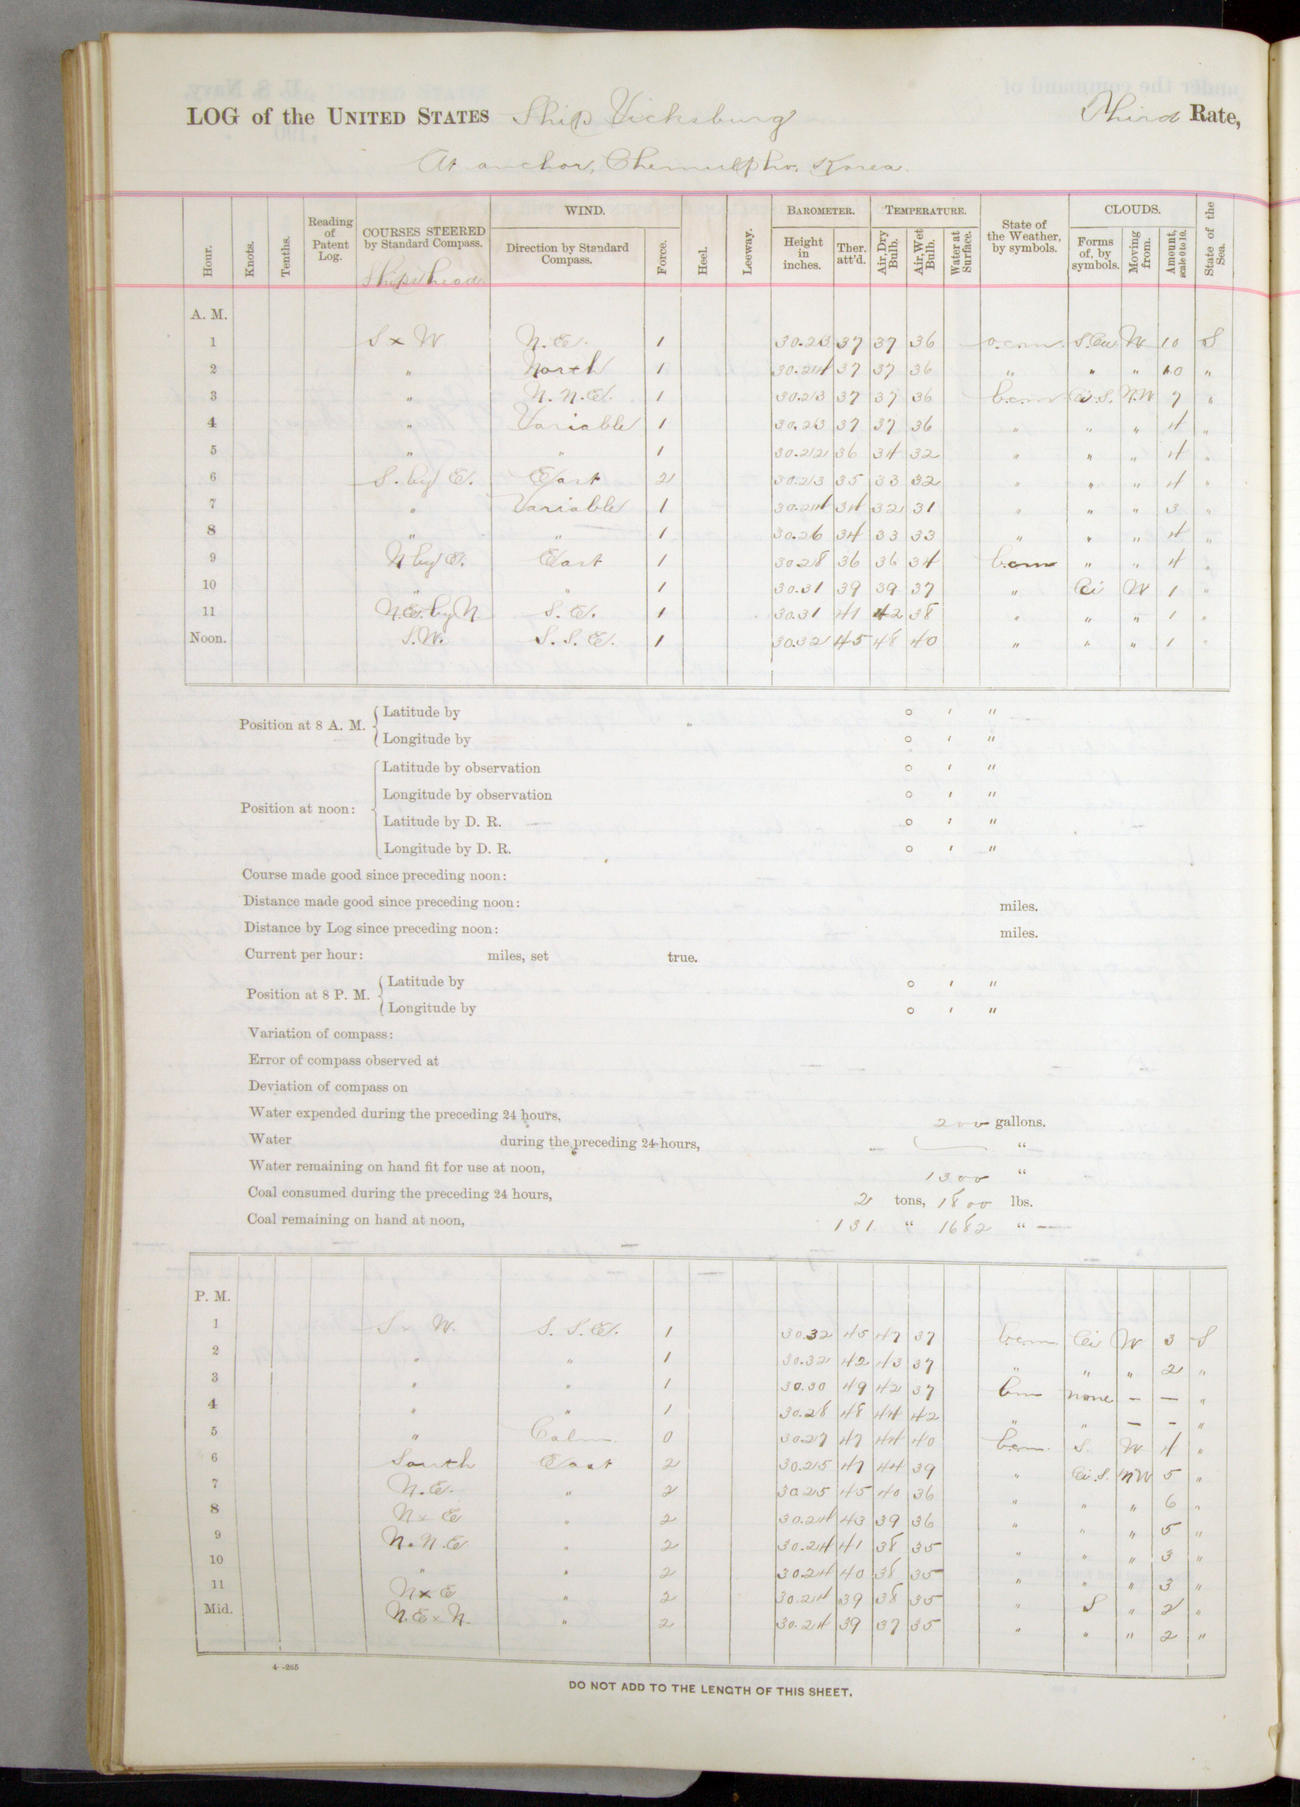 LOG of the UNITED STATES Ship Vicksburg Third Rate,
At anchor, Chemulpho, Korea.
Hour. Knots. Tenths. Reading of Patent Log. COURSES STEERED by Standard Compass. Ship's head WIND. Direction by Standard Compass. Force. Heel. Leeway. BAROMETER. Height in inches. Ther. att'd. TEMPERATURE. Air, Dry Bulb. Air, Wet Bulb. Water at Surface. State of the Weather, by symbols. CLOUDS. Forms of, by symbols. Moving from. Amount, scale 0 to 10. State of the Sea.
A. M.
1 S x W N.E. 1 30.23 37 37 36 o.c.m. S.Cu W 10 S
2 " North 1 30.24 37 37 36 " " " 10 "
3 " N.N.E. 1 30.23 37 37 36 b.c.m Ci.S. N.W 7 "
4 " Variable 1 30.23 37 37 36 " " " 4 "
5 " " 1 30.22 36 34 32 " " " 4 "
6 S. by E. East 2 30.23 35 33 32 " " " 4 "
7 " Variable 1 30.24 34 32 31 " " " 3 "
8 " " 1 30.26 34 33 33 " " " 4 "
9 N by E. East 1 30.28 36 36 34 b.c.m " " 4 "
10 " " 1 30.31 39 39 37 " Ci W 1 "
11 N.E. by N. S.E. 1 30.31 41 42 38 " " " 1 "
Noon. S.W. S.S.E. 1 30.32 45 48 40 " " " 1 "
Position at 8 A. M. Latitude by ° ′ ″
Longitude by ° ′ ″
Position at noon: Latitude by observation ° ′ ″
Longitude by observation ° ′ ″
Latitude by D. R. ° ′ ″
Longitude by D. R. ° ′ ″
Course made good since preceding noon:
Distance made good since preceding noon: miles.
Distance by Log since preceding noon: miles.
Current per hour: miles, set true.
Position at 8 P. M. Latitude by ° ′ ″
Longitude by ° ′ ″
Variation of compass:
Error of compass observed at
Deviation of compass on
Water expended during the preceding 24 hours, 200 gallons.
Water during the preceding 24 hours, "
Water remaining on hand fit for use at noon, 1300 "
Coal consumed during the preceding 24 hours, 2 tons, 1800 lbs.
Coal remaining on hand at noon, 131 " 1682 "
P. M.
1 S x W. S.S.E. 1 30.32 45 47 37 b.c.m Ci W 3 S
2 " " 1 30.32 42 43 37 " " " 2 "
3 " " 1 30.30 49 42 37 bm none — — "
4 " " 1 30.28 48 44 42 " " — — "
5 " Calm 0 30.27 47 44 40 b.c.m. S. W 4 "
6 South East 2 30.25 47 44 39 " Ci.S. NW 5 "
7 N.E. " 2 30.25 45 40 36 " " " 6 "
8 N x E " 2 30.24 43 39 36 " " " 5 "
9 N.N.E " 2 30.24 41 38 35 " " " 3 "
10 " " 2 30.24 40 38 35 " " " 3 "
11 N x E " 2 30.24 39 38 35 " S " 2 "
Mid. N.E x N. " 2 30.24 39 37 35 " " " 2 "
4—265
DO NOT ADD TO THE LENGTH OF THIS SHEET.